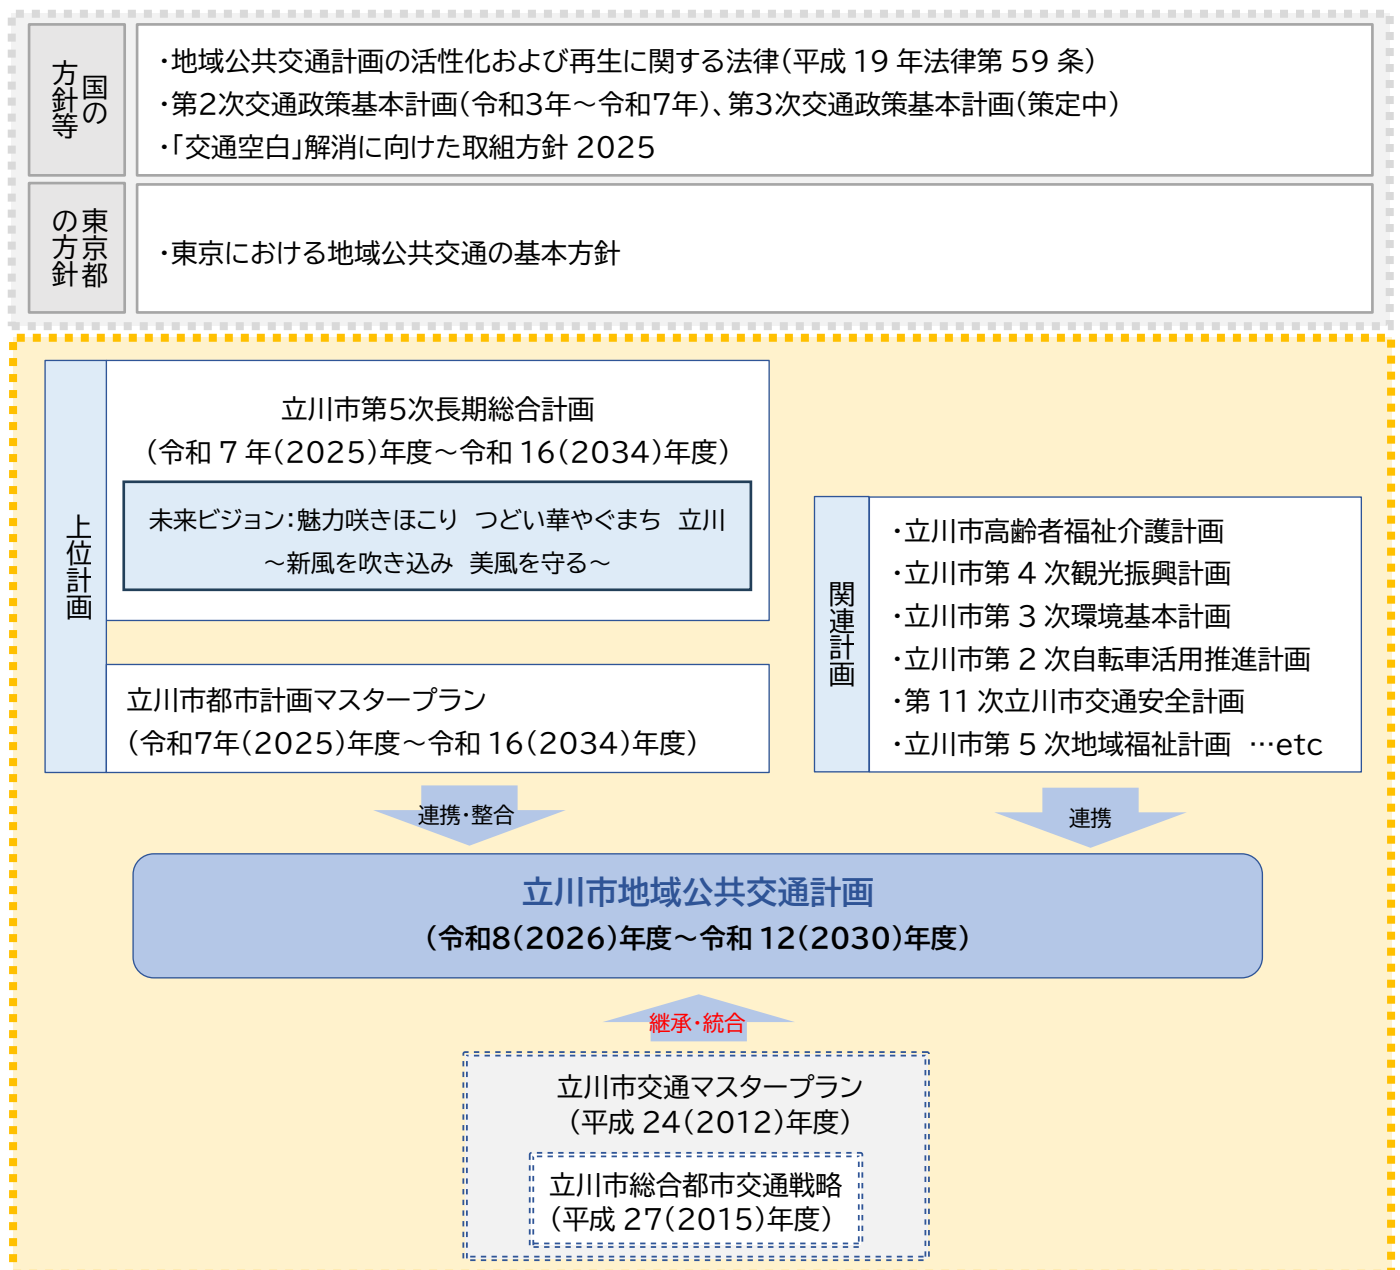 国の
方針等
・地域公共交通計画の活性化および再生に関する法律(平成 19 年法律第 59 条)
・第2次交通政策基本計画(令和3年～令和7年)、第3次交通政策基本計画(策定中)
・「交通空白」解消に向けた取組方針 2025
東京都
の方針
・東京における地域公共交通の基本方針
上位計画
立川市第5次長期総合計画
(令和 7 年(2025)年度～令和 16(2034)年度)
未来ビジョン:魅力咲きほこり つどい華やぐまち 立川
～新風を吹き込み 美風を守る～
立川市都市計画マスタープラン
(令和7年(2025)年度～令和 16(2034)年度)
関連計画
・立川市高齢者福祉介護計画
・立川市第 4 次観光振興計画
・立川市第 3 次環境基本計画
・立川市第 2 次自転車活用推進計画
・第 11 次立川市交通安全計画
・立川市第 5 次地域福祉計画 …etc
連携・整合
連携
立川市地域公共交通計画
(令和8(2026)年度～令和 12(2030)年度)
継承・統合
立川市交通マスタープラン
(平成 24(2012)年度)
立川市総合都市交通戦略
(平成 27(2015)年度)